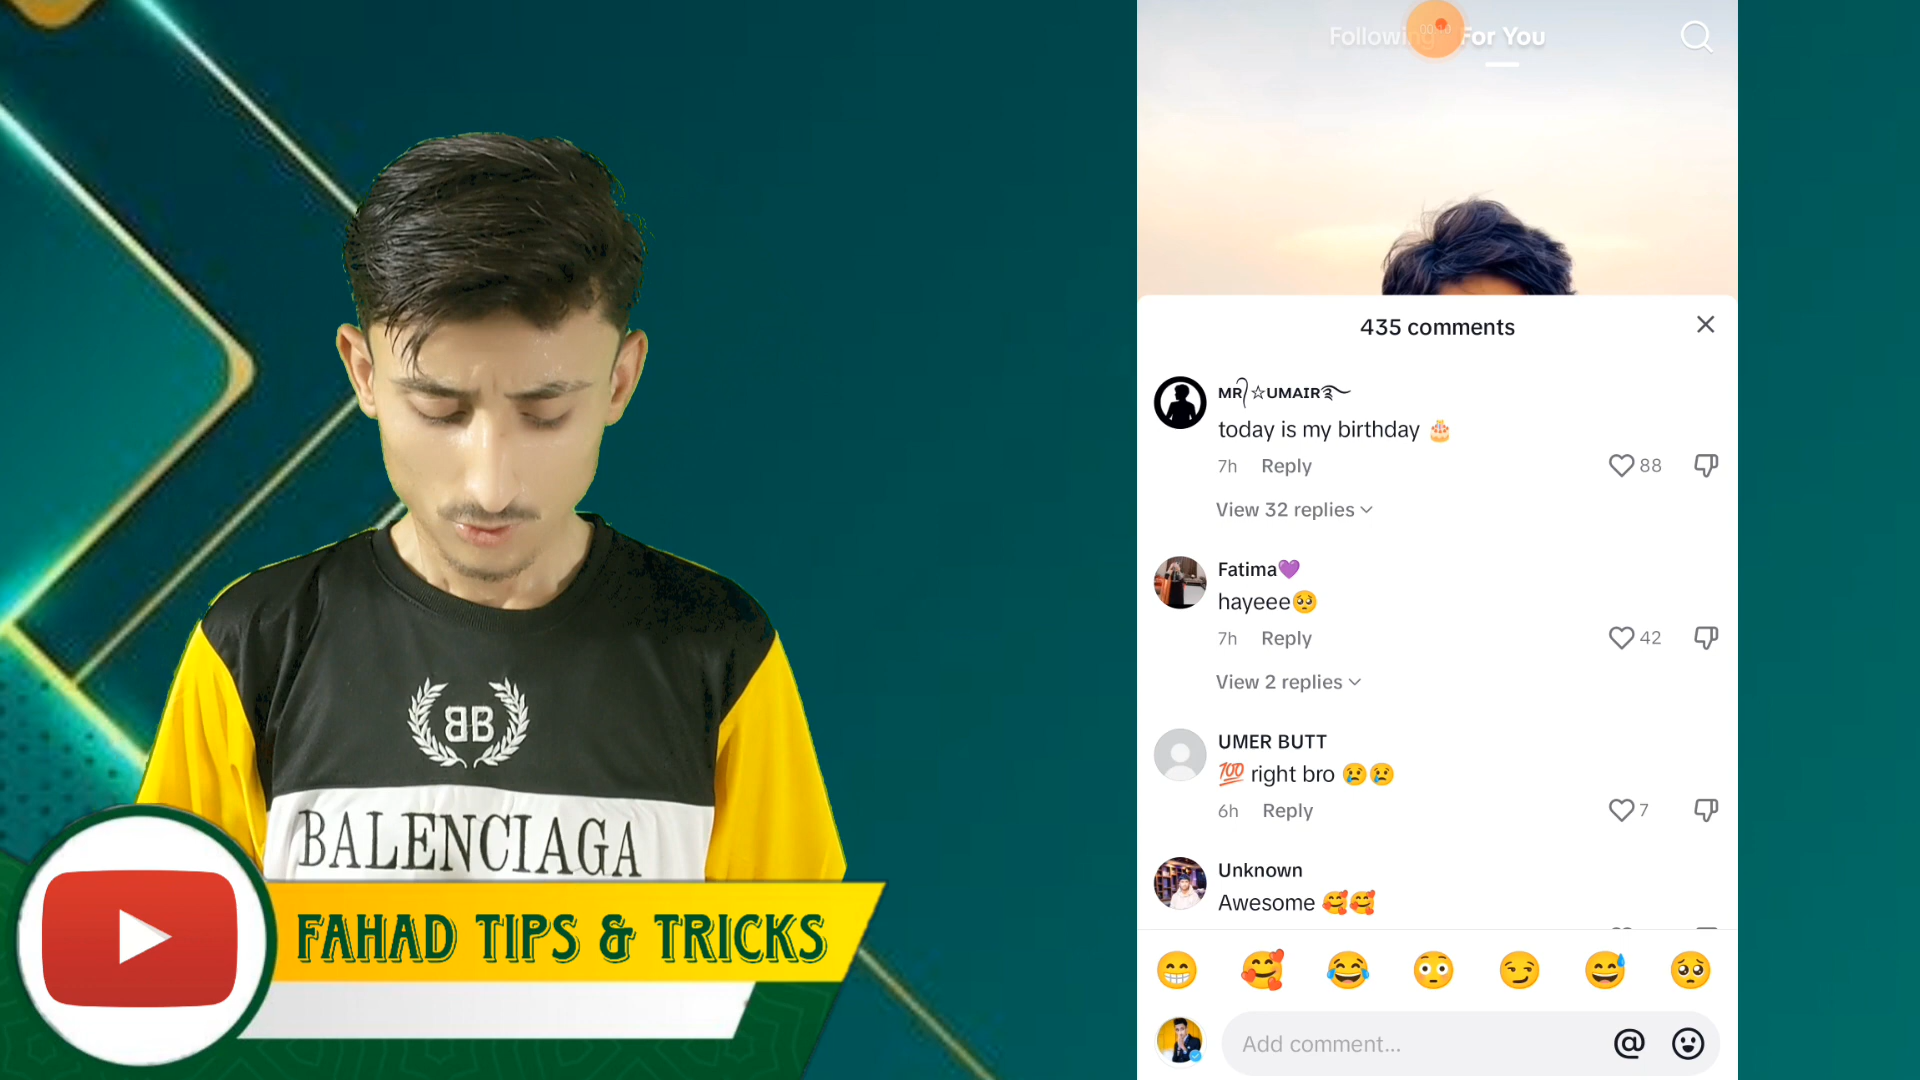 BB
BALENCIAGA
FAHAD TIPS & TRICKS
Following For You
435 comments
MR ☆UMAIR
today is my birthday 🎂
7h Reply 88
View 32 replies
Fatima💜
hayeee🥺
7h Reply 42
View 2 replies
UMER BUTT
💯 right bro 😢😢
6h Reply 7
Unknown
Awesome 🥰🥰
Add comment...